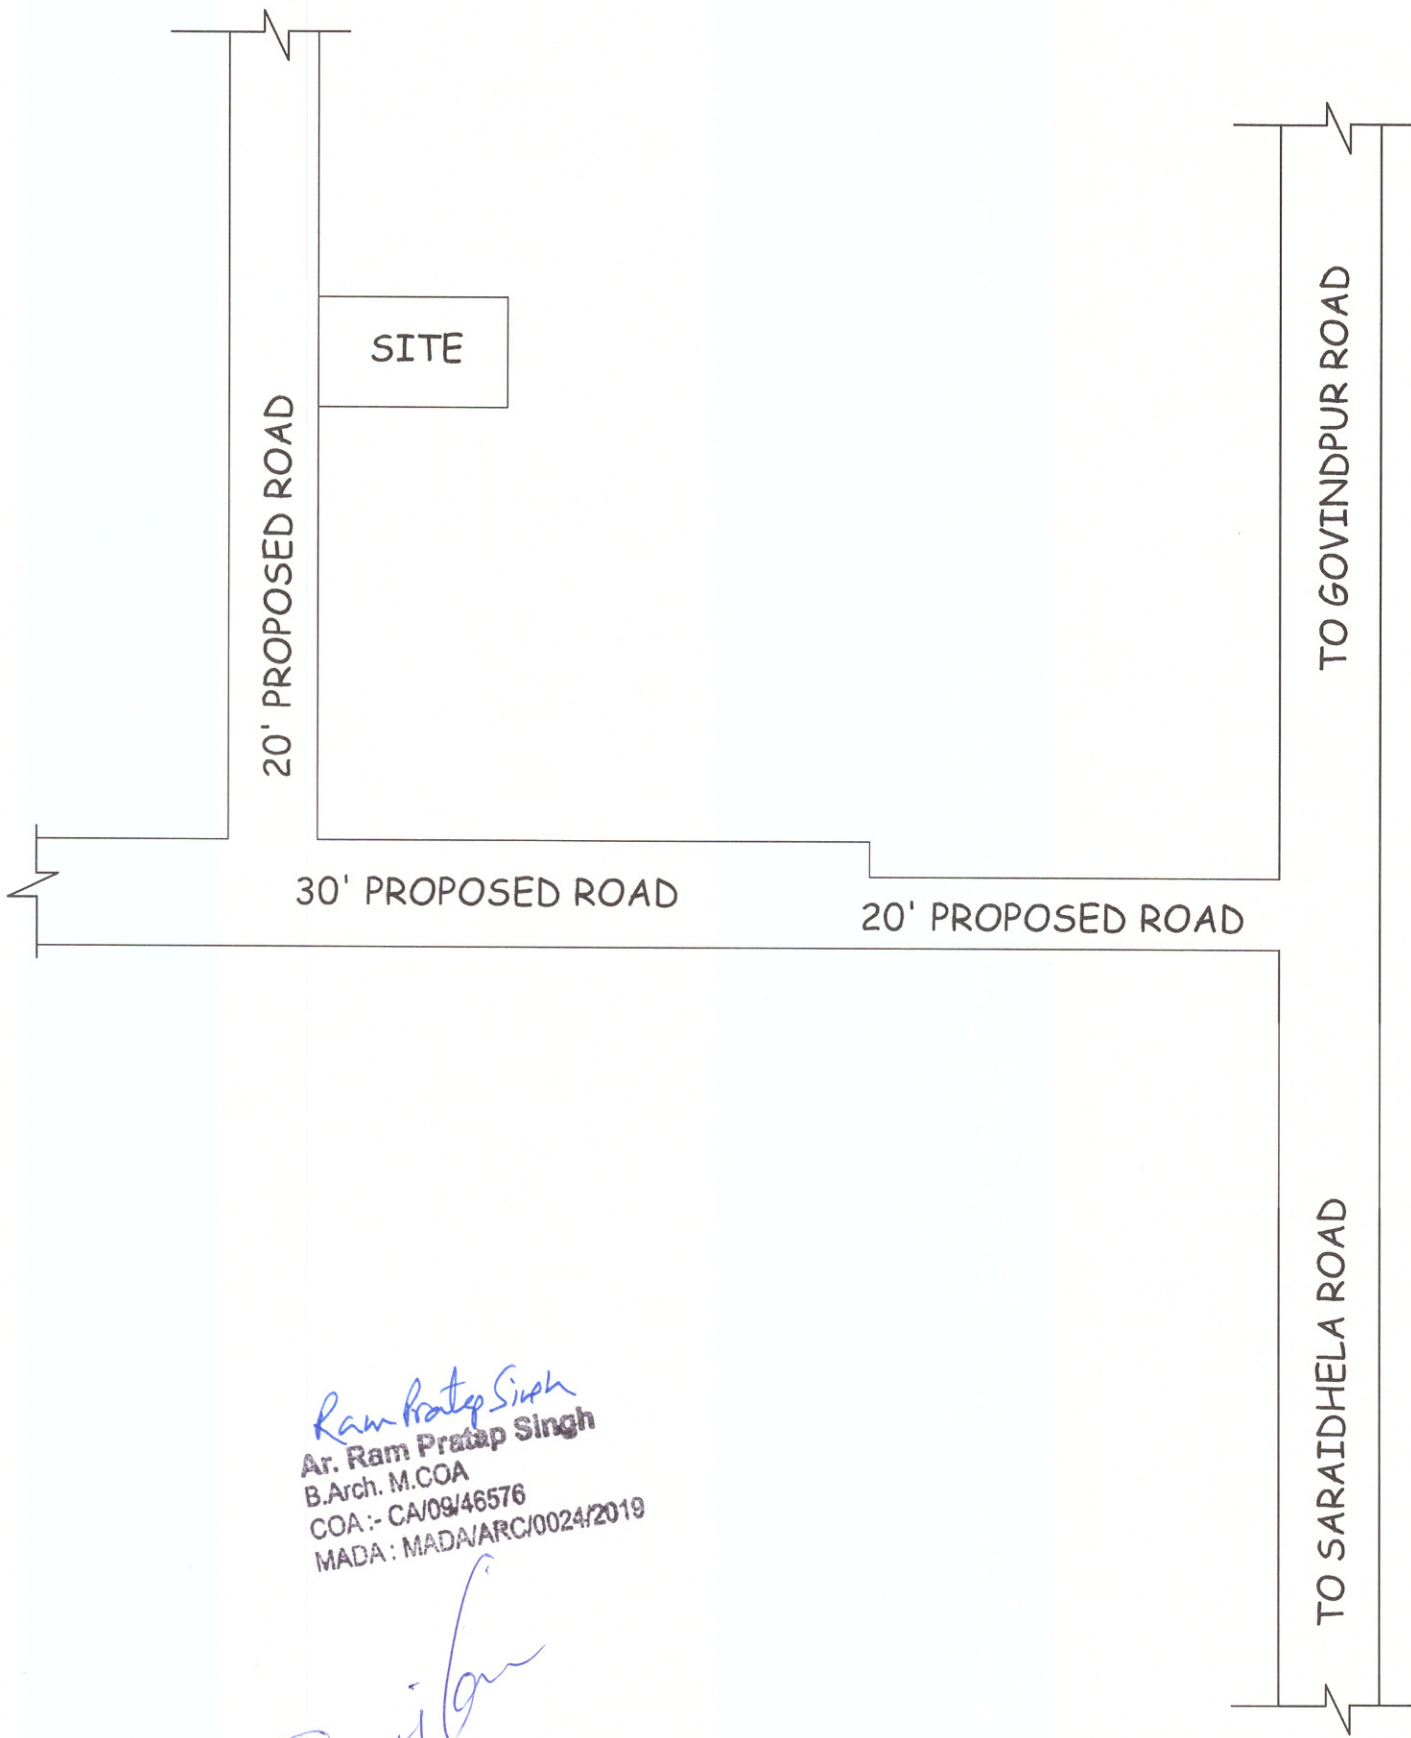 SITE
20' PROPOSED ROAD
TO GOVINDPUR ROAD
30' PROPOSED ROAD
20' PROPOSED ROAD
TO SARAIDHELA ROAD
Ram Pratap Singh
Ar. Ram Pratap Singh
B.Arch. M.COA
COA :- CA/09/46576
MADA : MADA/ARC/0024/2019